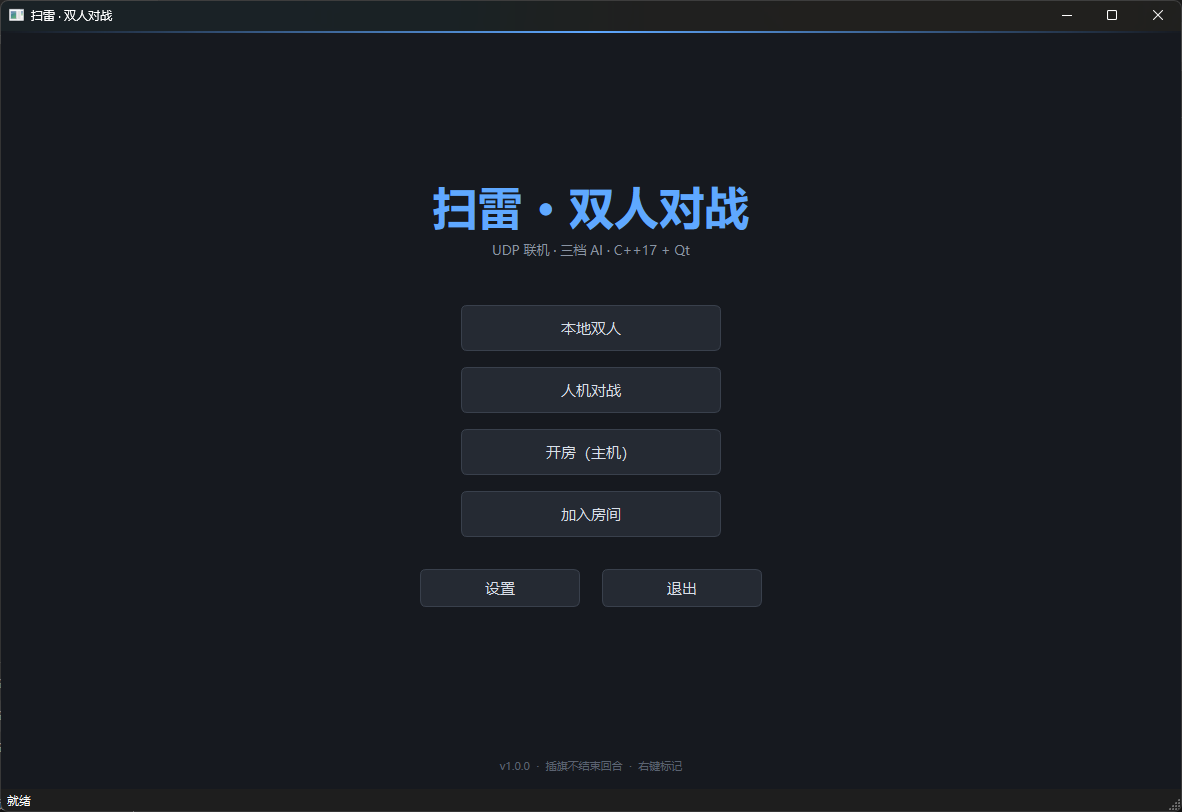 扫雷 · 双人对战
扫雷 · 双人对战
UDP 联机 · 三档 AI · C++17 + Qt
本地双人
人机对战
开房（主机）
加入房间
设置 退出
v1.0.0 · 插旗不结束回合 · 右键标记
就绪